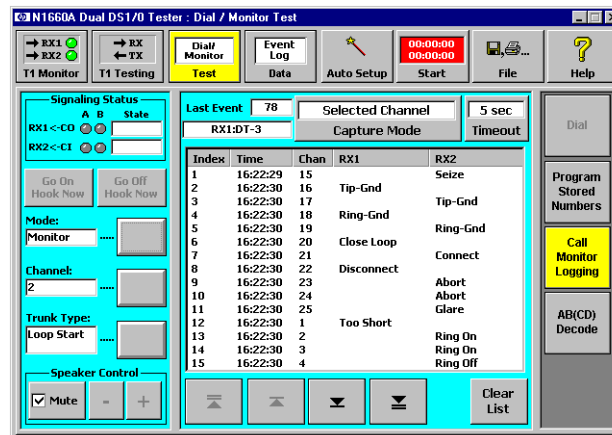 N1660A Dual DS1/0 Tester : Dial / Monitor Test
RX1
RX2
T1 Monitor
RX
TX
T1 Testing
Dial/
Monitor
Test
Event
Log
Data
Auto Setup
00:00:00
00:00:00
Start
File
Help
Signaling Status
A B State
RX1<-CO
RX2<-CI
Go On
Hook Now
Go Off
Hook Now
Mode:
Monitor
Channel:
2
Trunk Type:
Loop Start
Speaker Control
Mute - +
Last Event 78
RX1:DT-3
Selected Channel
Capture Mode
5 sec
Timeout
Index Time Chan RX1 RX2
1 16:22:29 15 Seize
2 16:22:30 16 Tip-Gnd
3 16:22:30 17 Tip-Gnd
4 16:22:30 18 Ring-Gnd
5 16:22:30 19 Ring-Gnd
6 16:22:30 20 Close Loop
7 16:22:30 21 Connect
8 16:22:30 22 Disconnect
9 16:22:30 23 Abort
10 16:22:30 24 Abort
11 16:22:30 25 Glare
12 16:22:30 1 Too Short
13 16:22:30 2 Ring On
14 16:22:30 3 Ring On
15 16:22:30 4 Ring Off
Clear
List
Dial
Program
Stored
Numbers
Call
Monitor
Logging
AB(CD)
Decode